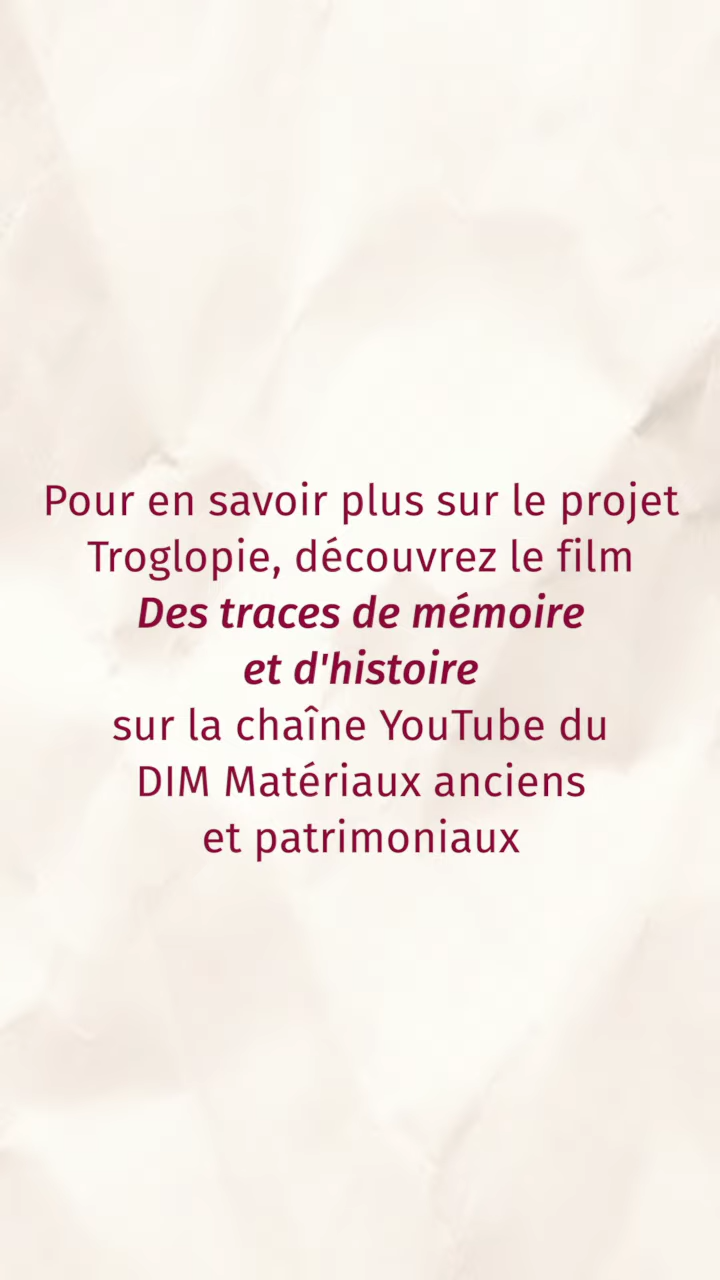 Pour en savoir plus sur le projet
Troglopie, découvrez le film
Des traces de mémoire
et d'histoire
sur la chaîne YouTube du
DIM Matériaux anciens
et patrimoniaux